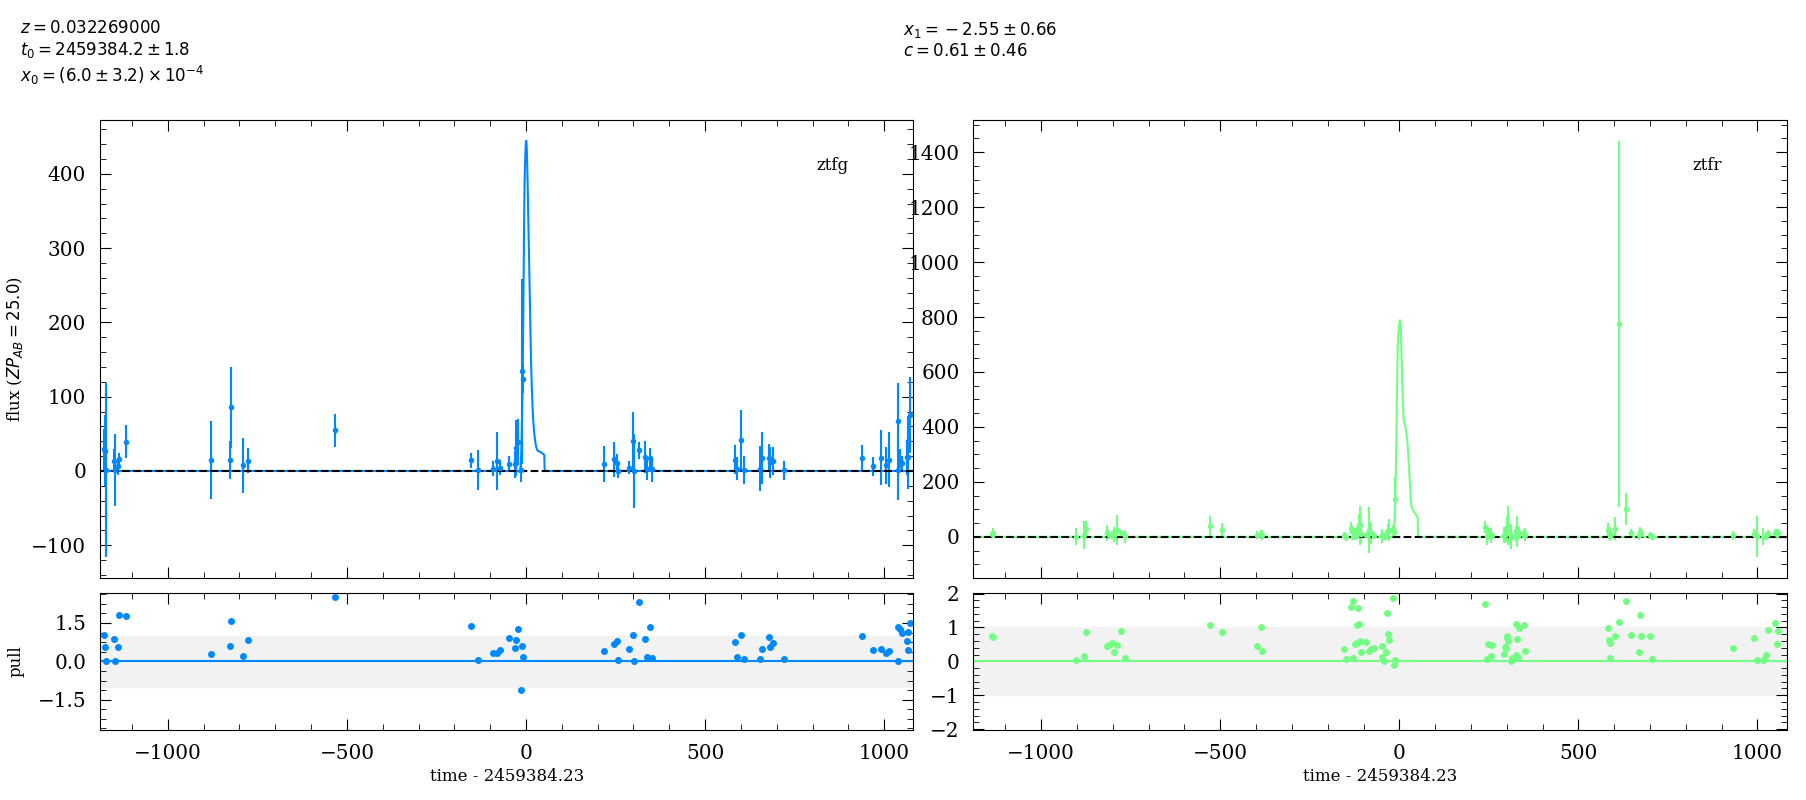 z = 0.032269000
t₀ = 2459384.2 ± 1.8
x₀ = (6.0 ± 3.2) × 10⁻⁴
x₁ = −2.55 ± 0.66
c = 0.61 ± 0.46
ztfg
400
300
200
100
0
−100
flux (ZP_AB = 25.0)
ztfr
1400
1200
1000
800
600
400
200
0
1.5
0.0
−1.5
pull
−1000
−500
0
500
1000
time - 2459384.23
2
1
0
−1
−2
−1000
−500
0
500
1000
time - 2459384.23